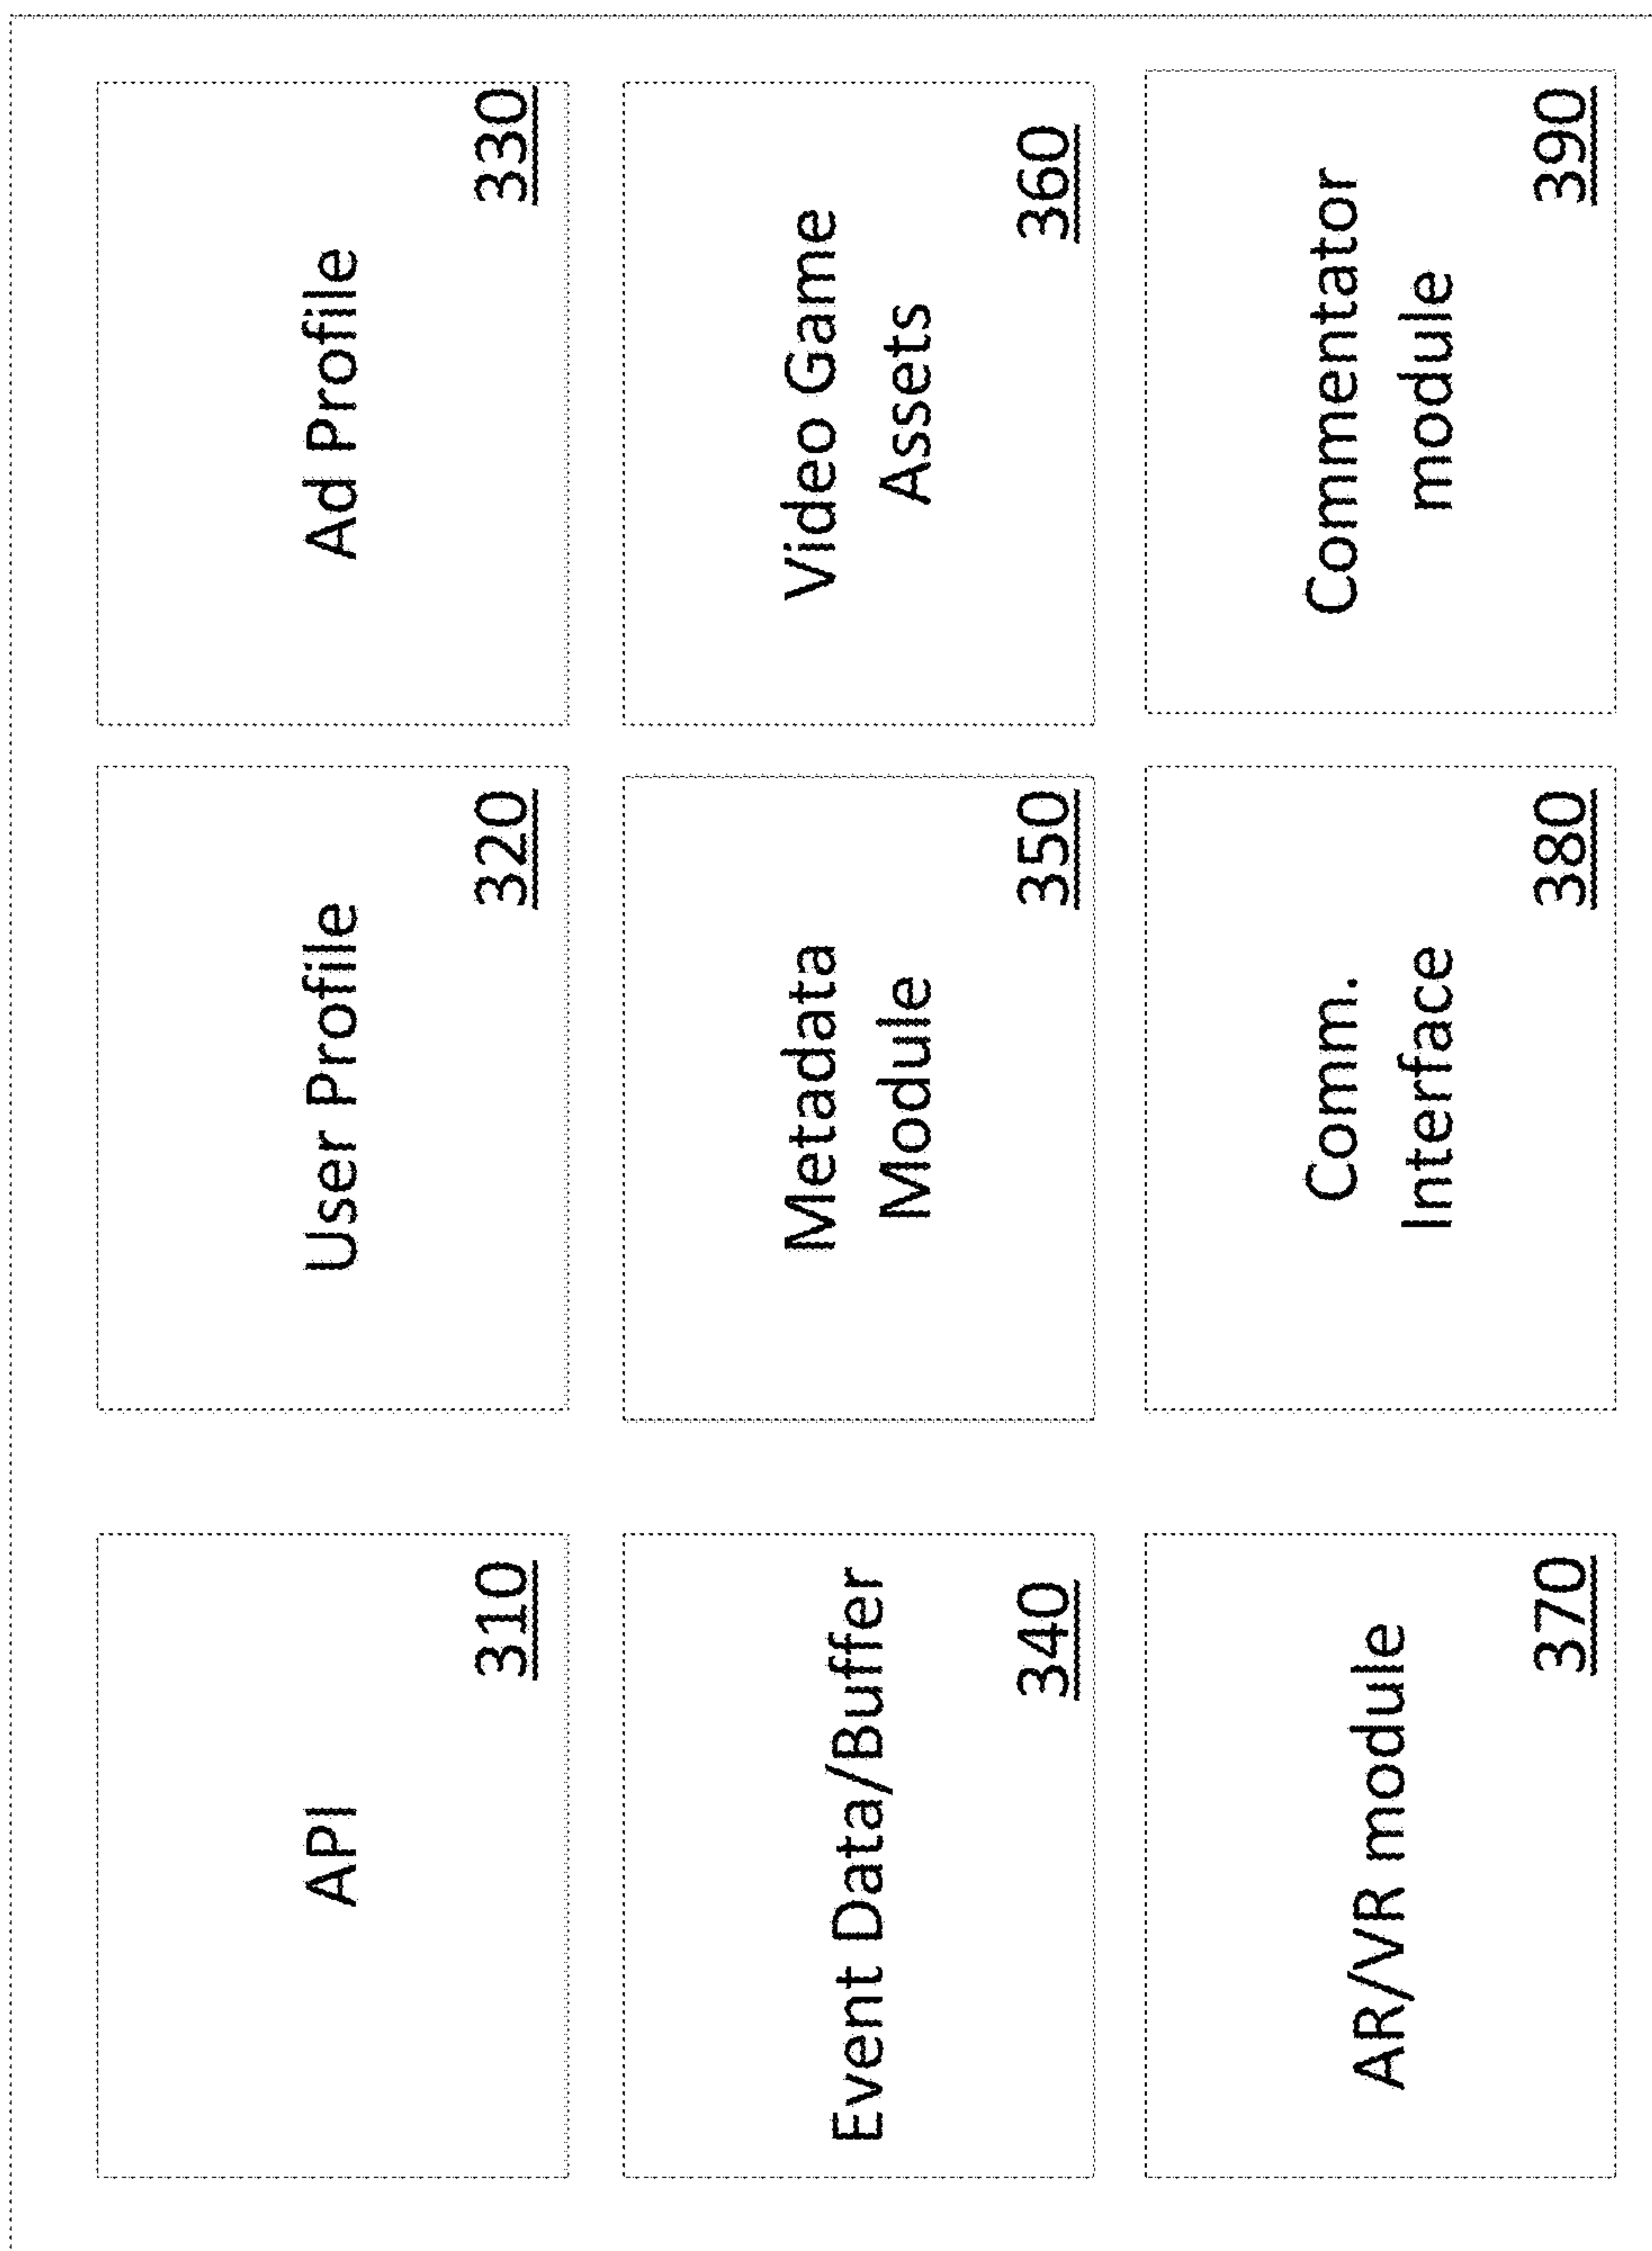 API
310
User Profile
320
Ad Profile
330
Event Data/Buffer
340
Metadata
Module
350
Video Game
Assets
360
AR/VR module
370
Comm.
Interface
380
Commentator
module
390